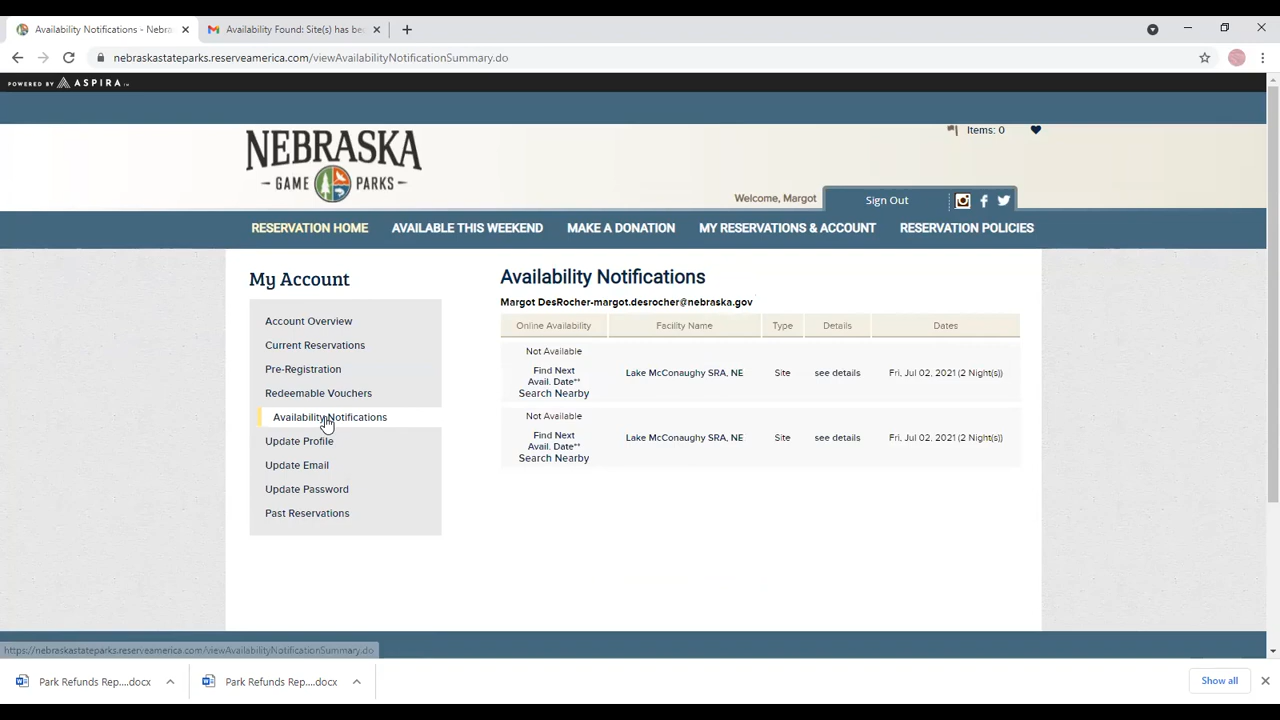 Availability Notifications - Nebra
Availability Found: Site(s) has be
nebraskastateparks.reserveamerica.com/viewAvailabilityNotificationSummary.do
POWERED BY ASPIRA
Items: 0
NEBRASKA
GAME PARKS
Welcome, Margot
Sign Out
RESERVATION HOME AVAILABLE THIS WEEKEND MAKE A DONATION MY RESERVATIONS & ACCOUNT RESERVATION POLICIES
My Account
Account Overview
Current Reservations
Pre-Registration
Redeemable Vouchers
Availability Notifications
Update Profile
Update Email
Update Password
Past Reservations
Availability Notifications
Margot DesRocher-margot.desrocher@nebraska.gov
Online Availability Facility Name Type Details Dates
Not Available
Find Next
Avail. Date**
Search Nearby
Lake McConaughy SRA, NE Site see details Fri, Jul 02, 2021 (2 Night(s))
Not Available
Find Next
Avail. Date**
Search Nearby
Lake McConaughy SRA, NE Site see details Fri, Jul 02, 2021 (2 Night(s))
https://nebraskastateparks.reserveamerica.com/viewAvailabilityNotificationSummary.do
Park Refunds Rep....docx
Park Refunds Rep....docx
Show all